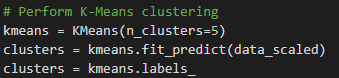 # Perform K-Means clustering
kmeans = KMeans(n_clusters=5)
clusters = kmeans.fit_predict(data_scaled)
clusters = kmeans.labels_